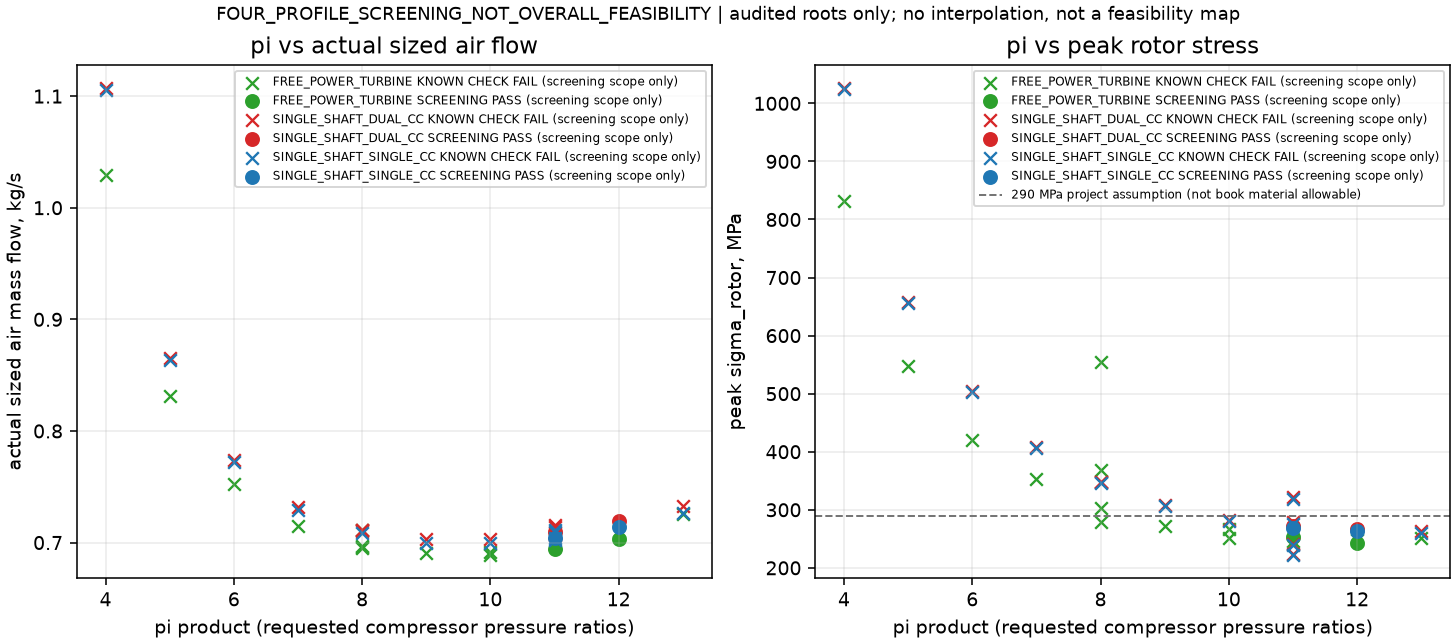 FOUR_PROFILE_SCREENING_NOT_OVERALL_FEASIBILITY | audited roots only; no interpolation, not a feasibility map
pi vs actual sized air flow
FREE_POWER_TURBINE KNOWN CHECK FAIL (screening scope only)
FREE_POWER_TURBINE SCREENING PASS (screening scope only)
SINGLE_SHAFT_DUAL_CC KNOWN CHECK FAIL (screening scope only)
SINGLE_SHAFT_DUAL_CC SCREENING PASS (screening scope only)
SINGLE_SHAFT_SINGLE_CC KNOWN CHECK FAIL (screening scope only)
SINGLE_SHAFT_SINGLE_CC SCREENING PASS (screening scope only)
actual sized air mass flow, kg/s
1.1
1.0
0.9
0.8
0.7
4
6
8
10
12
pi product (requested compressor pressure ratios)
pi vs peak rotor stress
FREE_POWER_TURBINE KNOWN CHECK FAIL (screening scope only)
FREE_POWER_TURBINE SCREENING PASS (screening scope only)
SINGLE_SHAFT_DUAL_CC KNOWN CHECK FAIL (screening scope only)
SINGLE_SHAFT_DUAL_CC SCREENING PASS (screening scope only)
SINGLE_SHAFT_SINGLE_CC KNOWN CHECK FAIL (screening scope only)
SINGLE_SHAFT_SINGLE_CC SCREENING PASS (screening scope only)
290 MPa project assumption (not book material allowable)
peak sigma_rotor, MPa
1000
900
800
700
600
500
400
300
200
4
6
8
10
12
pi product (requested compressor pressure ratios)